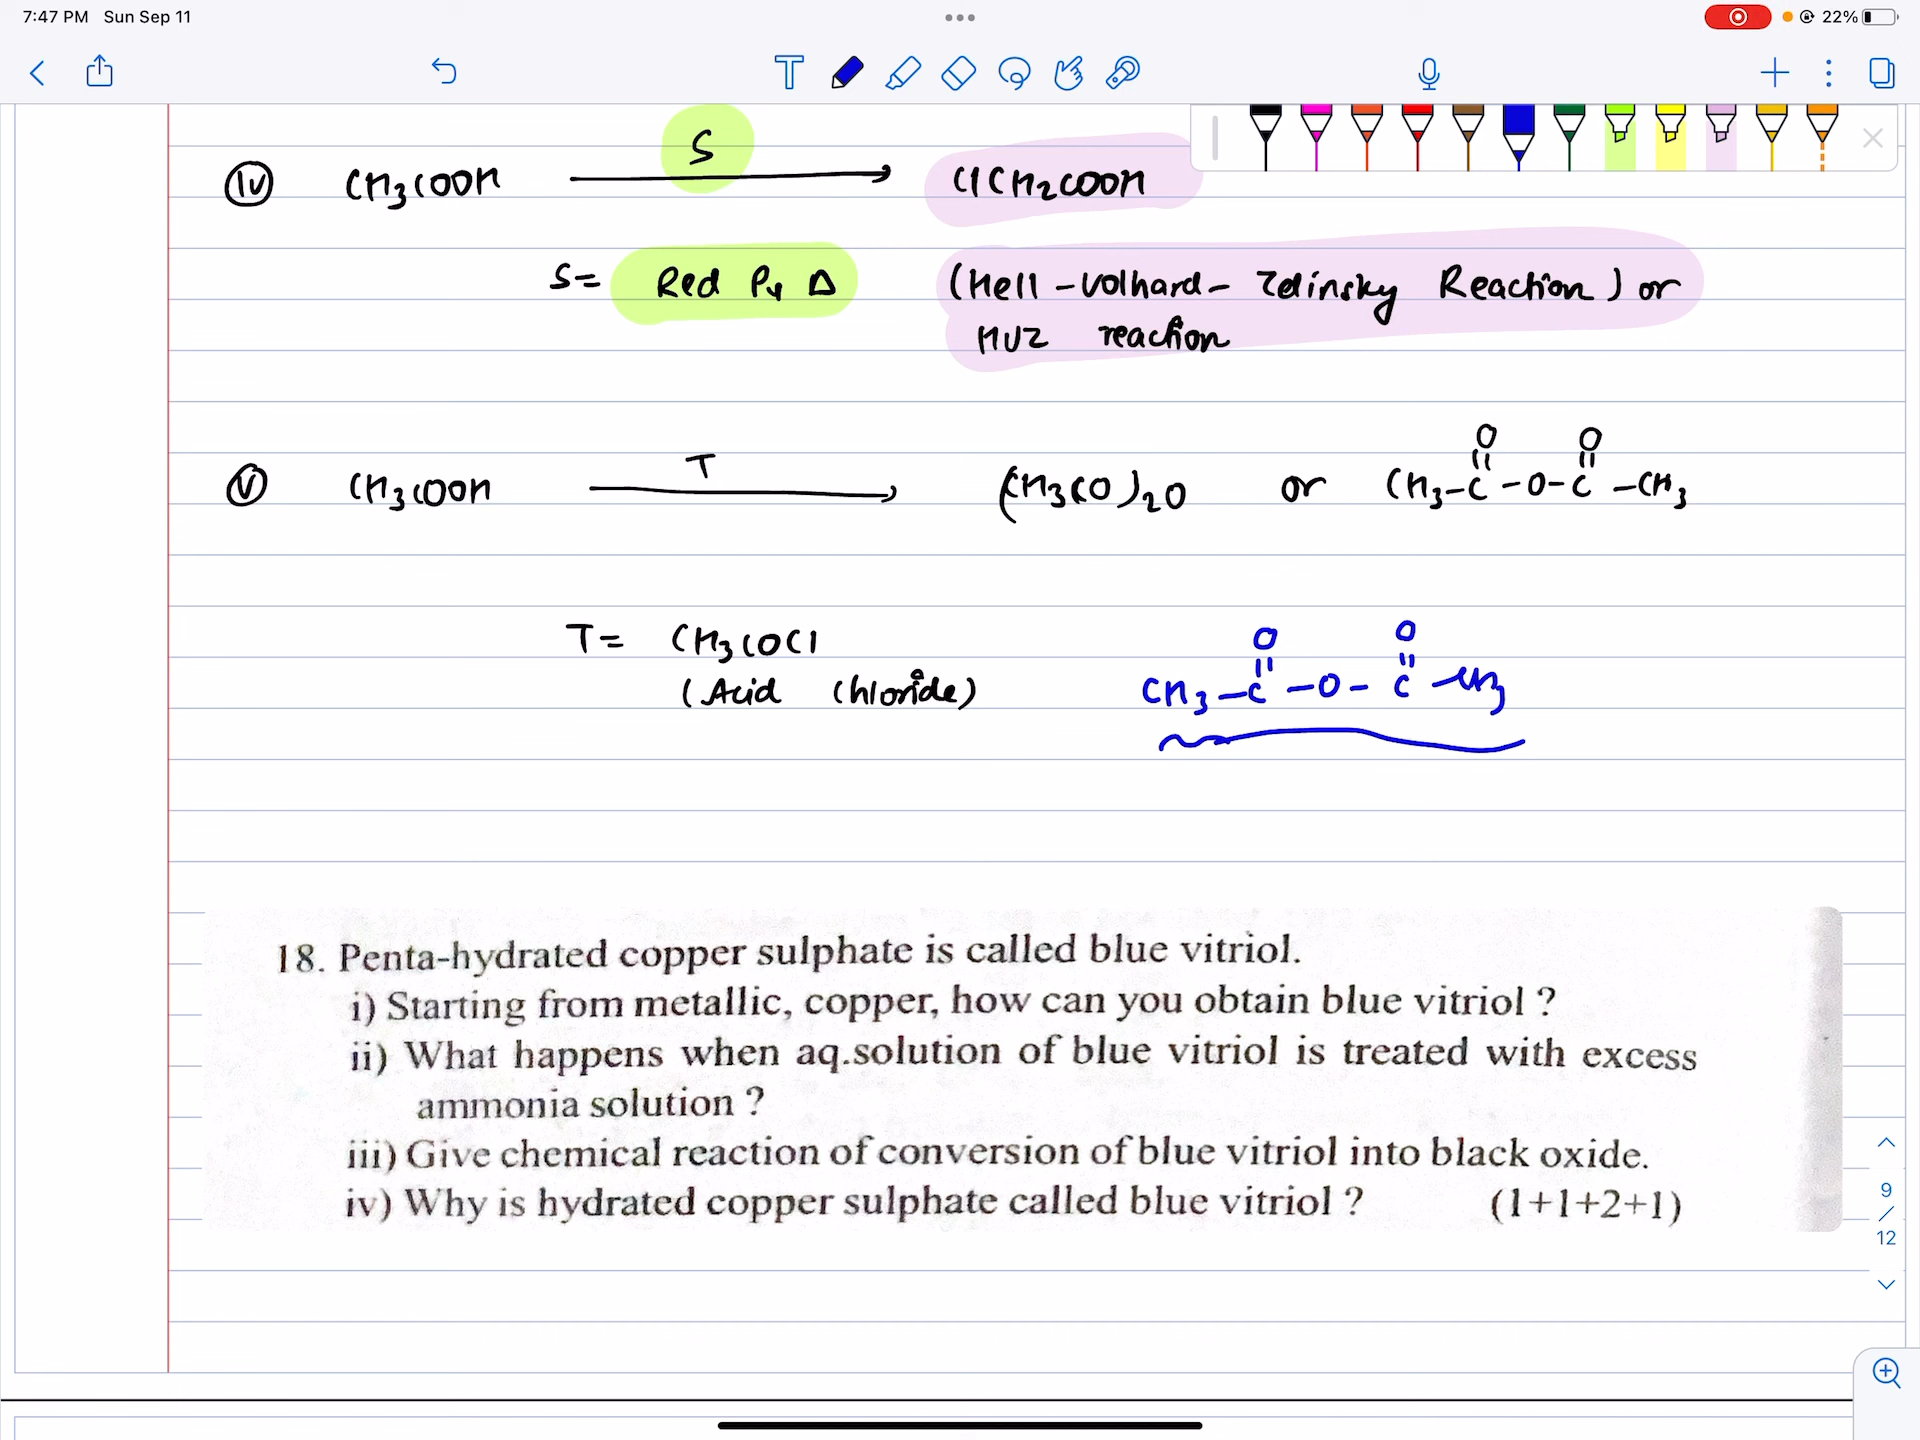 7:47 PM Sun Sep 11
22%
T
(iv) CH3COOH S ClCH2COOH
S= Red P4 Δ (Hell-Volhard-Zelinsky Reaction) or
HVZ reaction
O O
(v) CH3COOH T (CH3CO)2O or CH3-C-O-C-CH3
T= CH3COCl
O O
(Acid Chloride) CH3-C-O-C-CH3
18. Penta-hydrated copper sulphate is called blue vitriol.
i) Starting from metallic, copper, how can you obtain blue vitriol ?
ii) What happens when aq.solution of blue vitriol is treated with excess
ammonia solution ?
iii) Give chemical reaction of conversion of blue vitriol into black oxide.
iv) Why is hydrated copper sulphate called blue vitriol ? (1+1+2+1)
9
/
12